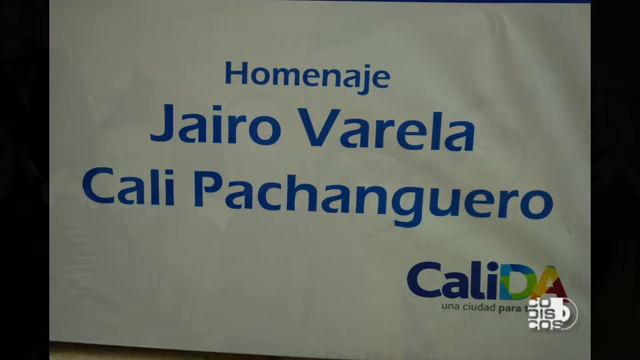 Homenaje
Jairo Varela
Cali Pachanguero
CaliDA
una ciudad para
CO
DIS
COS